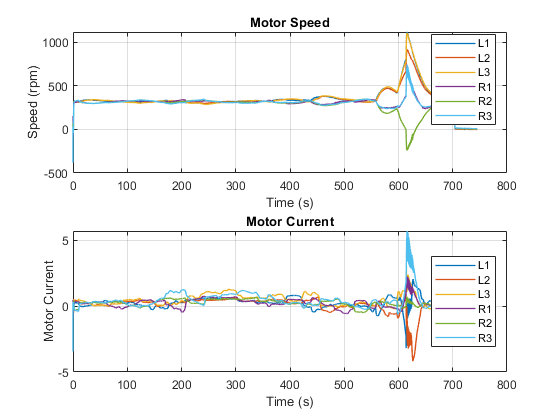 Motor Speed
1000
500
0
-500
Speed (rpm)
0 100 200 300 400 500 600 700 800
Time (s)
L1
L2
L3
R1
R2
R3
Motor Current
5
0
-5
Motor Current
0 100 200 300 400 500 600 700 800
Time (s)
L1
L2
L3
R1
R2
R3